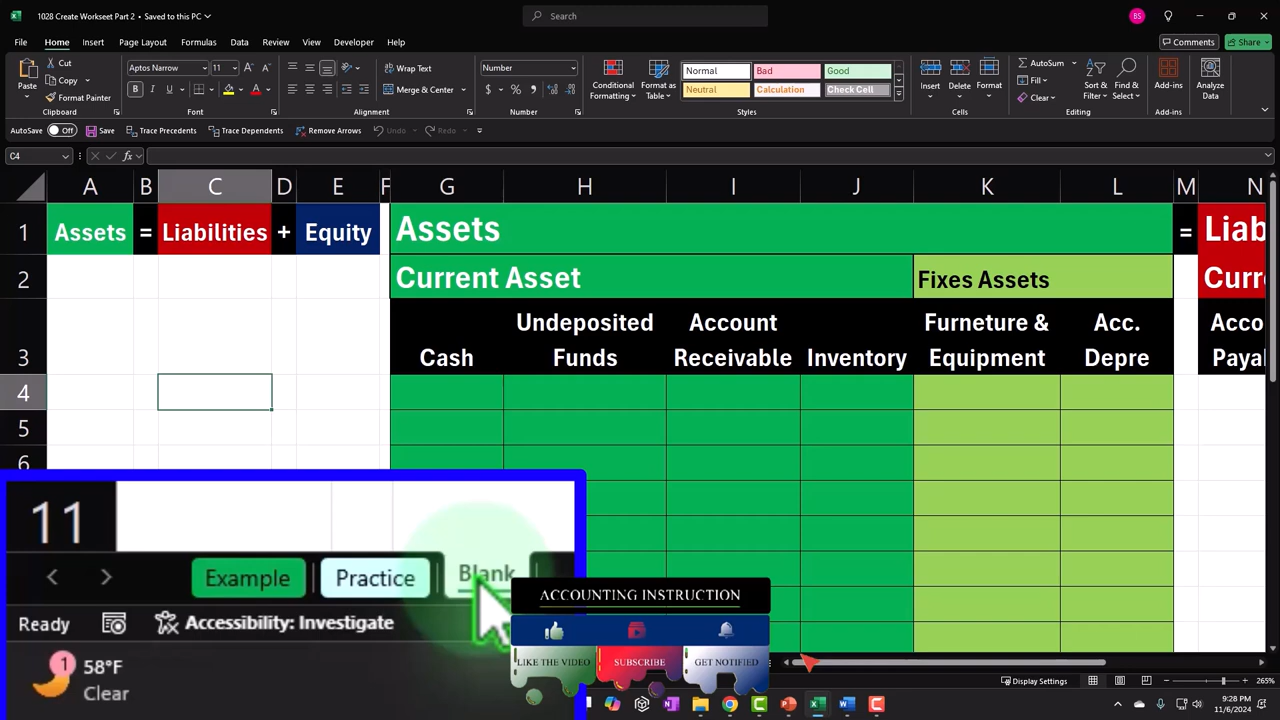 1028 Create Workseet Part 2 • Saved to this PC
Search
BS
File Home Insert Page Layout Formulas Data Review View Developer Help
Comments Share
Paste
Cut
Copy
Format Painter
Clipboard
Aptos Narrow 11
B I U
Font
Wrap Text
Merge & Center
Alignment
Number
$ % 9
Number
Conditional Formatting
Format as Table
Normal Bad Good
Neutral Calculation Check Cell
Styles
Insert Delete Format
Cells
AutoSum
Fill
Clear
Sort & Filter
Find & Select
Editing
Add-ins
Add-ins
Analyze Data
AutoSave Off Save Trace Precedents Trace Dependents Remove Arrows Undo Redo
C4 fx
A B C D E F G H I J K L M N
1 Assets = Liabilities + Equity Assets = Liab
2 Current Asset Fixes Assets Curr
3 Cash Undeposited Funds Account Receivable Inventory Furneture & Equipment Acc. Depre Acco Paya
4
5
6
11
Example Practice Blank
Ready Accessibility: Investigate
1 58°F
Clear
ACCOUNTING INSTRUCTION
LIKE THE VIDEO SUBSCRIBE GET NOTIFIED
Display Settings 265%
9:28 PM
11/6/2024